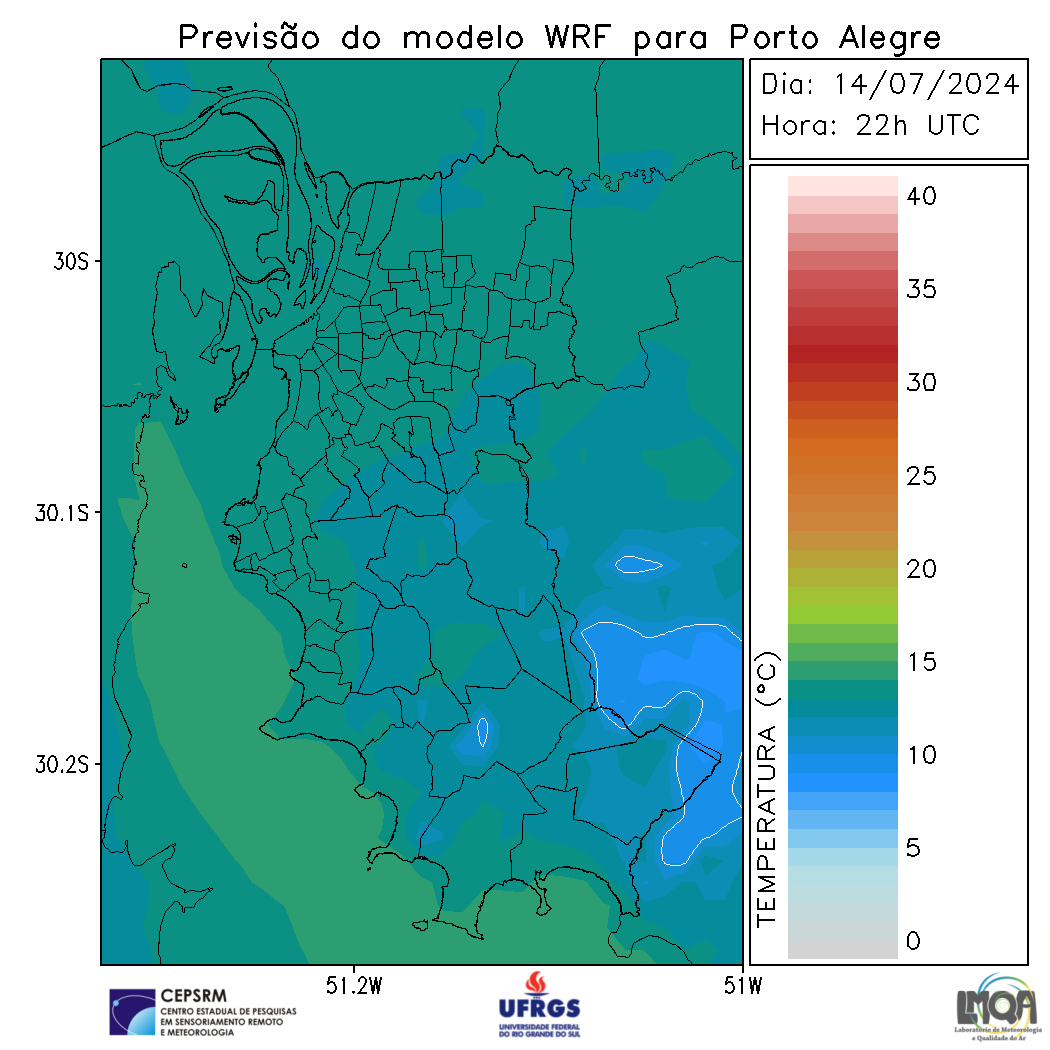 Previsão do modelo WRF para Porto Alegre
Dia: 14/07/2024
Hora: 22h UTC
40
35
30
25
20
15
10
5
0
TEMPERATURA (°C)
30S
30.1S
30.2S
51.2W
51W
CEPSRM
CENTRO ESTADUAL DE PESQUISAS
EM SENSORIAMENTO REMOTO
E METEOROLOGIA
UFRGS
UNIVERSIDADE FEDERAL
DO RIO GRANDE DO SUL
LMQA
Laboratório de Meteorologia
e Qualidade do Ar